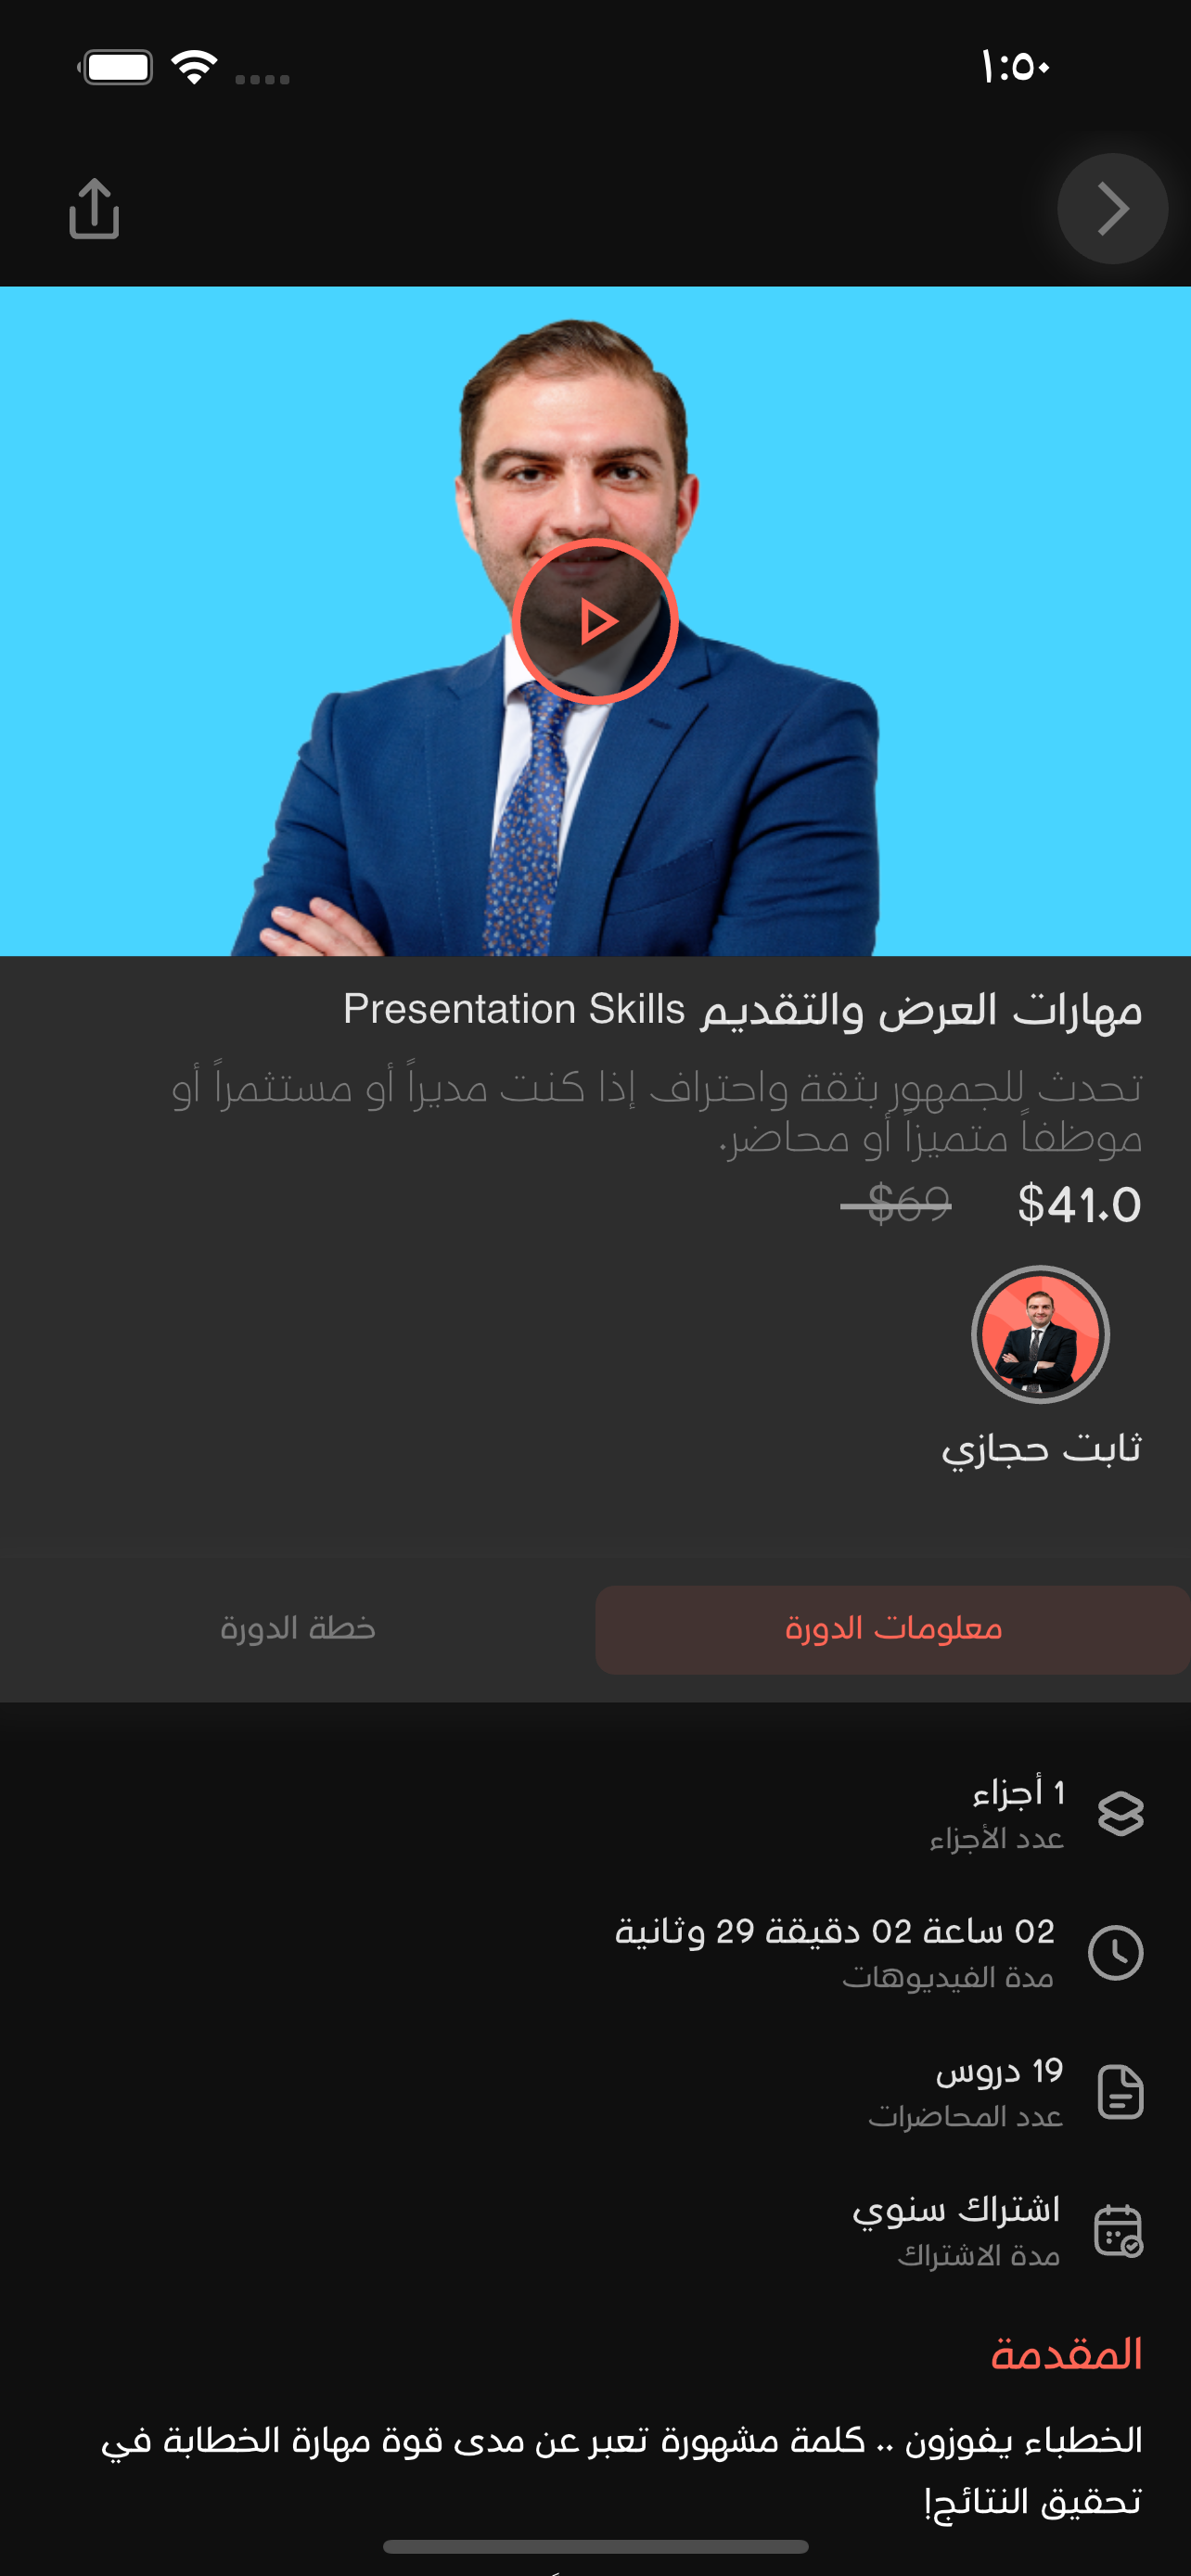 ١:٥٠
مهارات العرض والتقديم Presentation Skills
تحدث للجمهور بثقة واحتراف إذا كنت مديراً أو مستثمراً أو
موظفاً متميزاً أو محاضر.
$41.0 $69
ثابت حجازي
معلومات الدورة
خطة الدورة
1 أجزاء
عدد الأجزاء
02 ساعة 02 دقيقة 29 وثانية
مدة الفيديوهات
19 دروس
عدد المحاضرات
اشتراك سنوي
مدة الاشتراك
المقدمة
الخطباء يفوزون .. كلمة مشهورة تعبر عن مدى قوة مهارة الخطابة في
تحقيق النتائج!